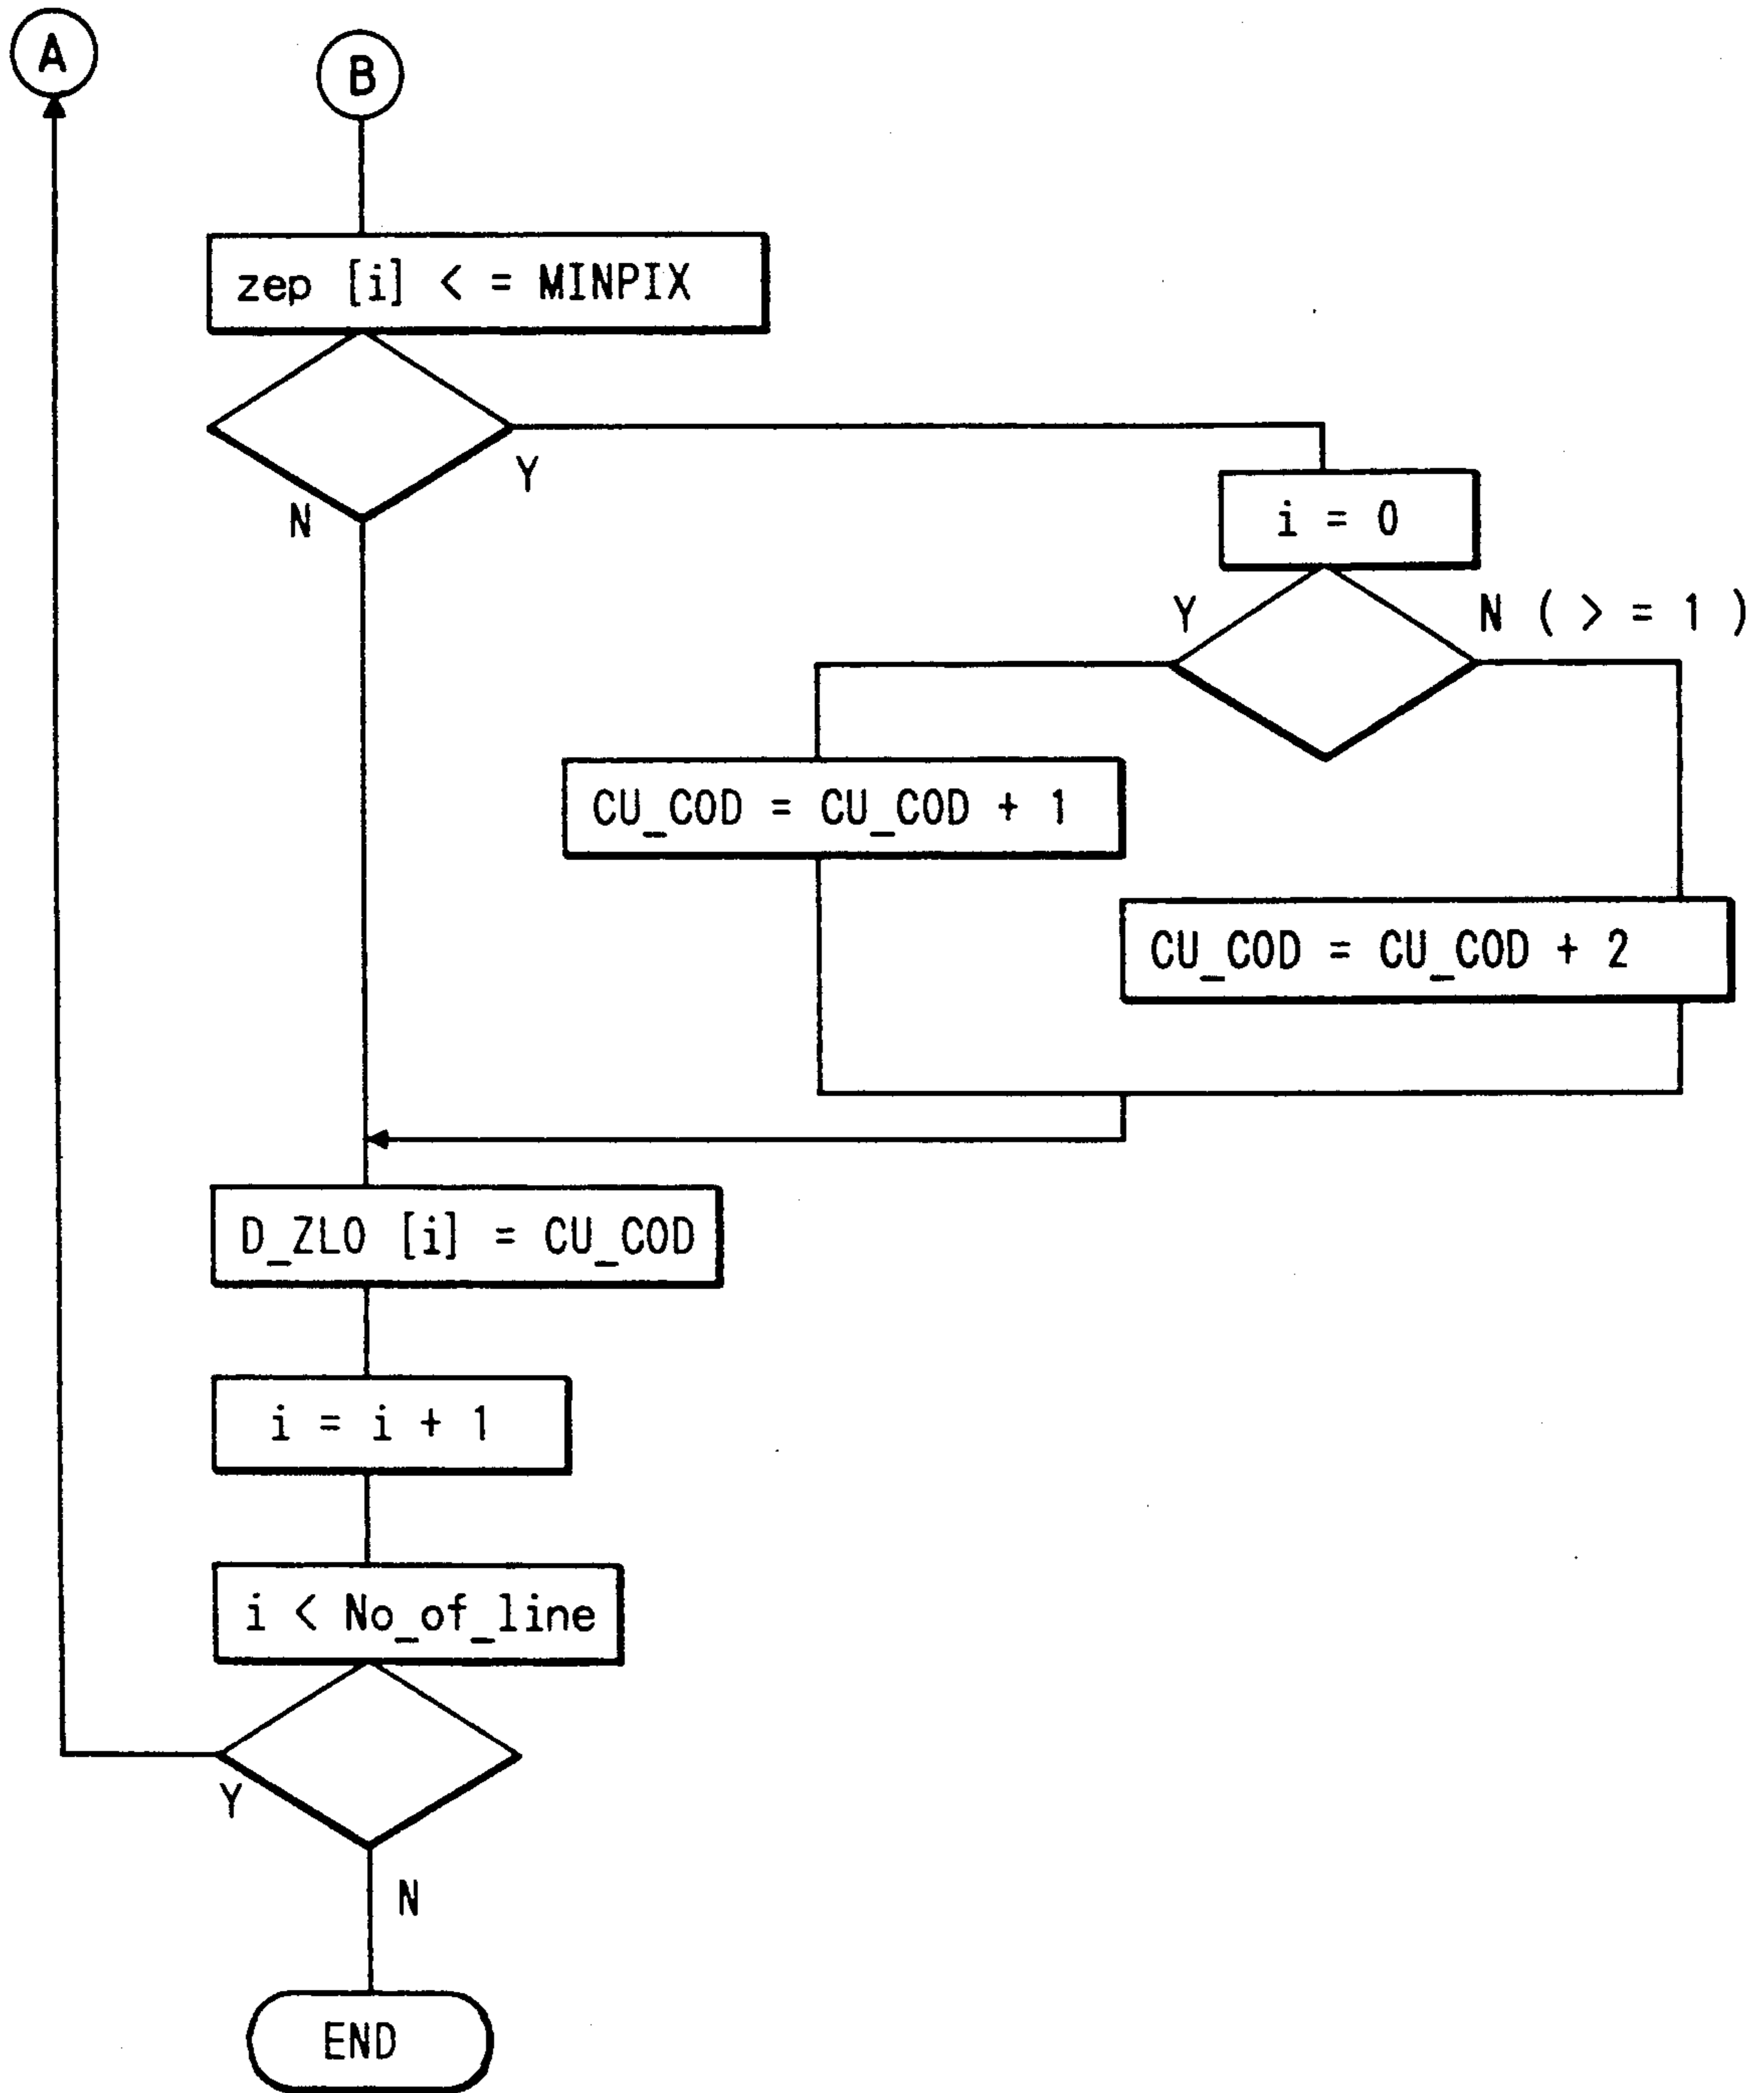 A
B
zep [i] < = MINPIX
Y
N
i = 0
Y
N ( > = 1 )
CU_COD = CU_COD + 1
CU_COD = CU_COD + 2
D_ZLO [i] = CU_COD
i = i + 1
i < No_of_line
Y
N
END